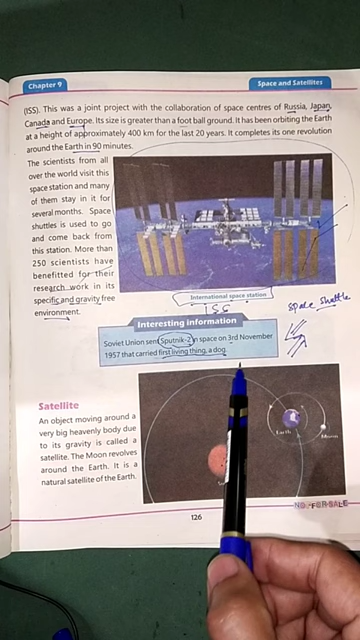 Chapter 9
Space and Satellites
(ISS). This was a joint project with the collaboration of space centres of Russia, Japan,
Canada and Europe. Its size is greater than a foot ball ground. It has been orbiting the Earth
at a height of approximately 400 km for the last 20 years. It completes its one revolution
around the Earth in 90 minutes.
The scientists from all
over the world visit this
space station and many
of them stay in it for
several months. Space
shuttles is used to go
and come back from
this station. More than
250 scientists have
benefitted for their
research work in its
specific and gravity free
environment.
International space station
ISS
Space Shuttle
Interesting information
Soviet Union sent Sputnik-2 in space on 3rd November
1957 that carried first living thing, a dog.
Satellite
An object moving around a
very big heavenly body due
to its gravity is called a
satellite. The Moon revolves
around the Earth. It is a
natural satellite of the Earth.
Earth
Moon
126